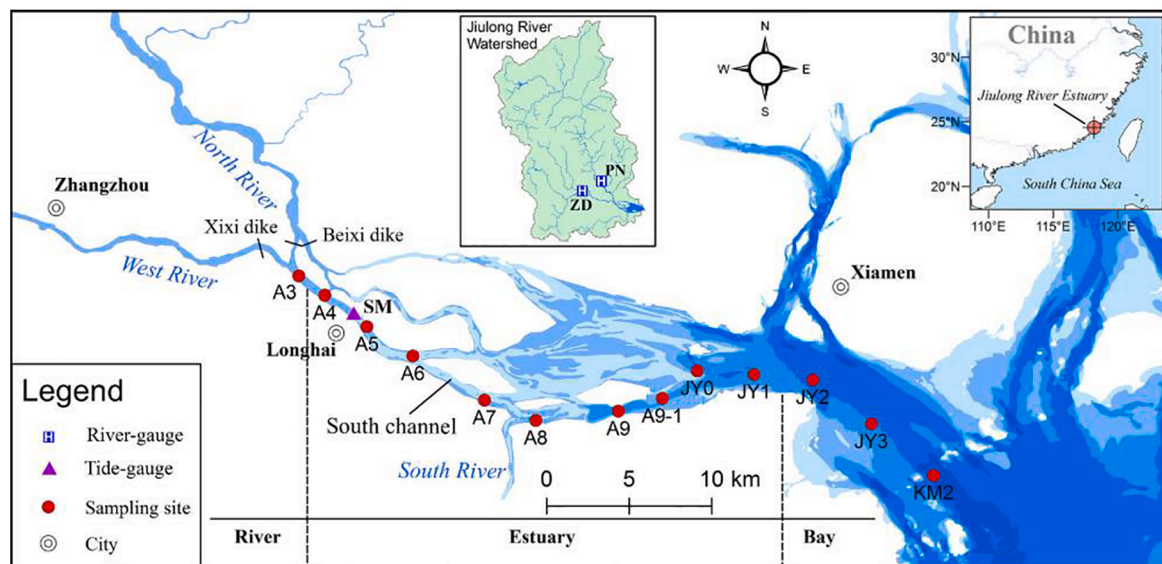 Jiulong River
Watershed
PN
ZD
N
W
E
S
China
Jiulong River Estuary
South China Sea
30°N
25°N
20°N
110°E
115°E
120°E
North River
Zhangzhou
Xixi dike
Beixi dike
West River
Xiamen
A3
A4
SM
A5
Longhai
A6
South channel
A7
A8
A9
A9-1
JY0
JY1
JY2
JY3
KM2
South River
0
5
10 km
River
Estuary
Bay
Legend
H
River-gauge
Tide-gauge
Sampling site
City